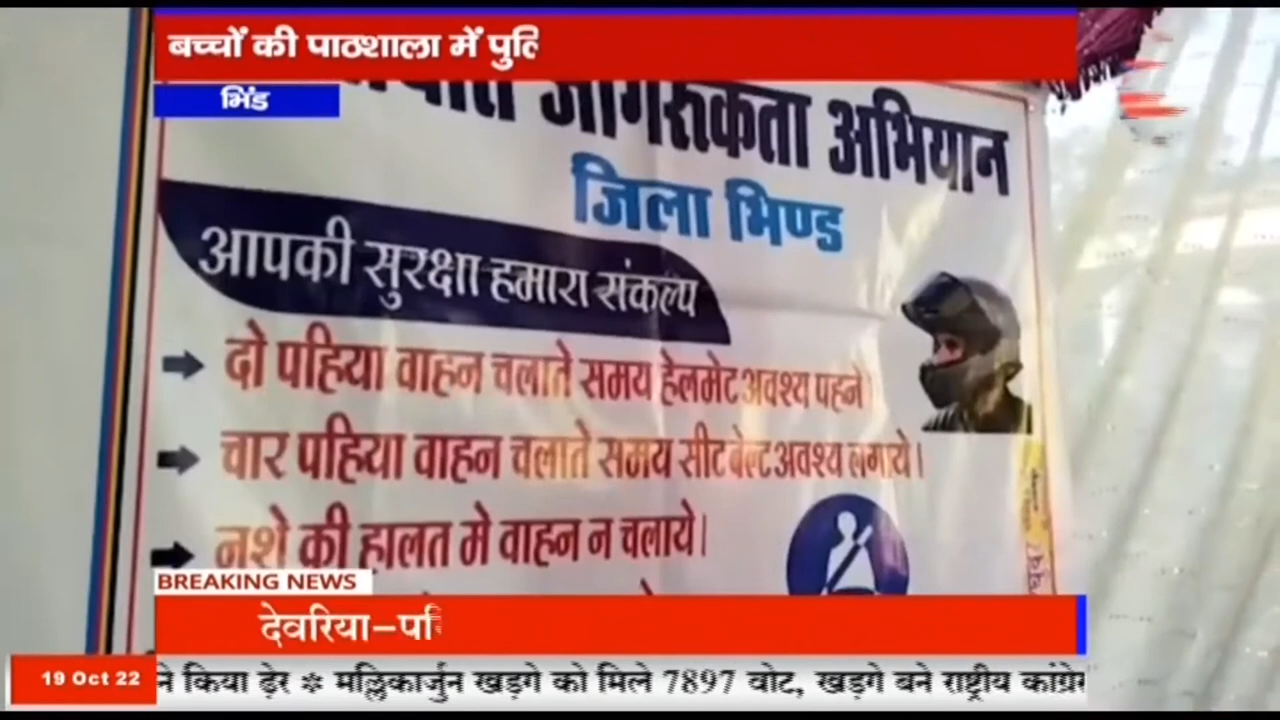 बच्चों की पाठशाला में
भिंड
जागरूकता अभियान
जिला भिण्ड
आपकी सुरक्षा हमारा संकल्प
दो पहिया वाहन चलाते समय हेलमेट अवश्य पहने।
चार पहिया वाहन चलाते समय सीट बेल्ट अवश्य लगाये।
नशे की हालत मे वाहन न चलाये।
BREAKING NEWS
देवरिया-
19 Oct 22
ने किया ढ़ेर * मल्लिकार्जुन खड़गे को मिले 7897 वोट, खड़गे बने राष्ट्रीय कांग्रेस